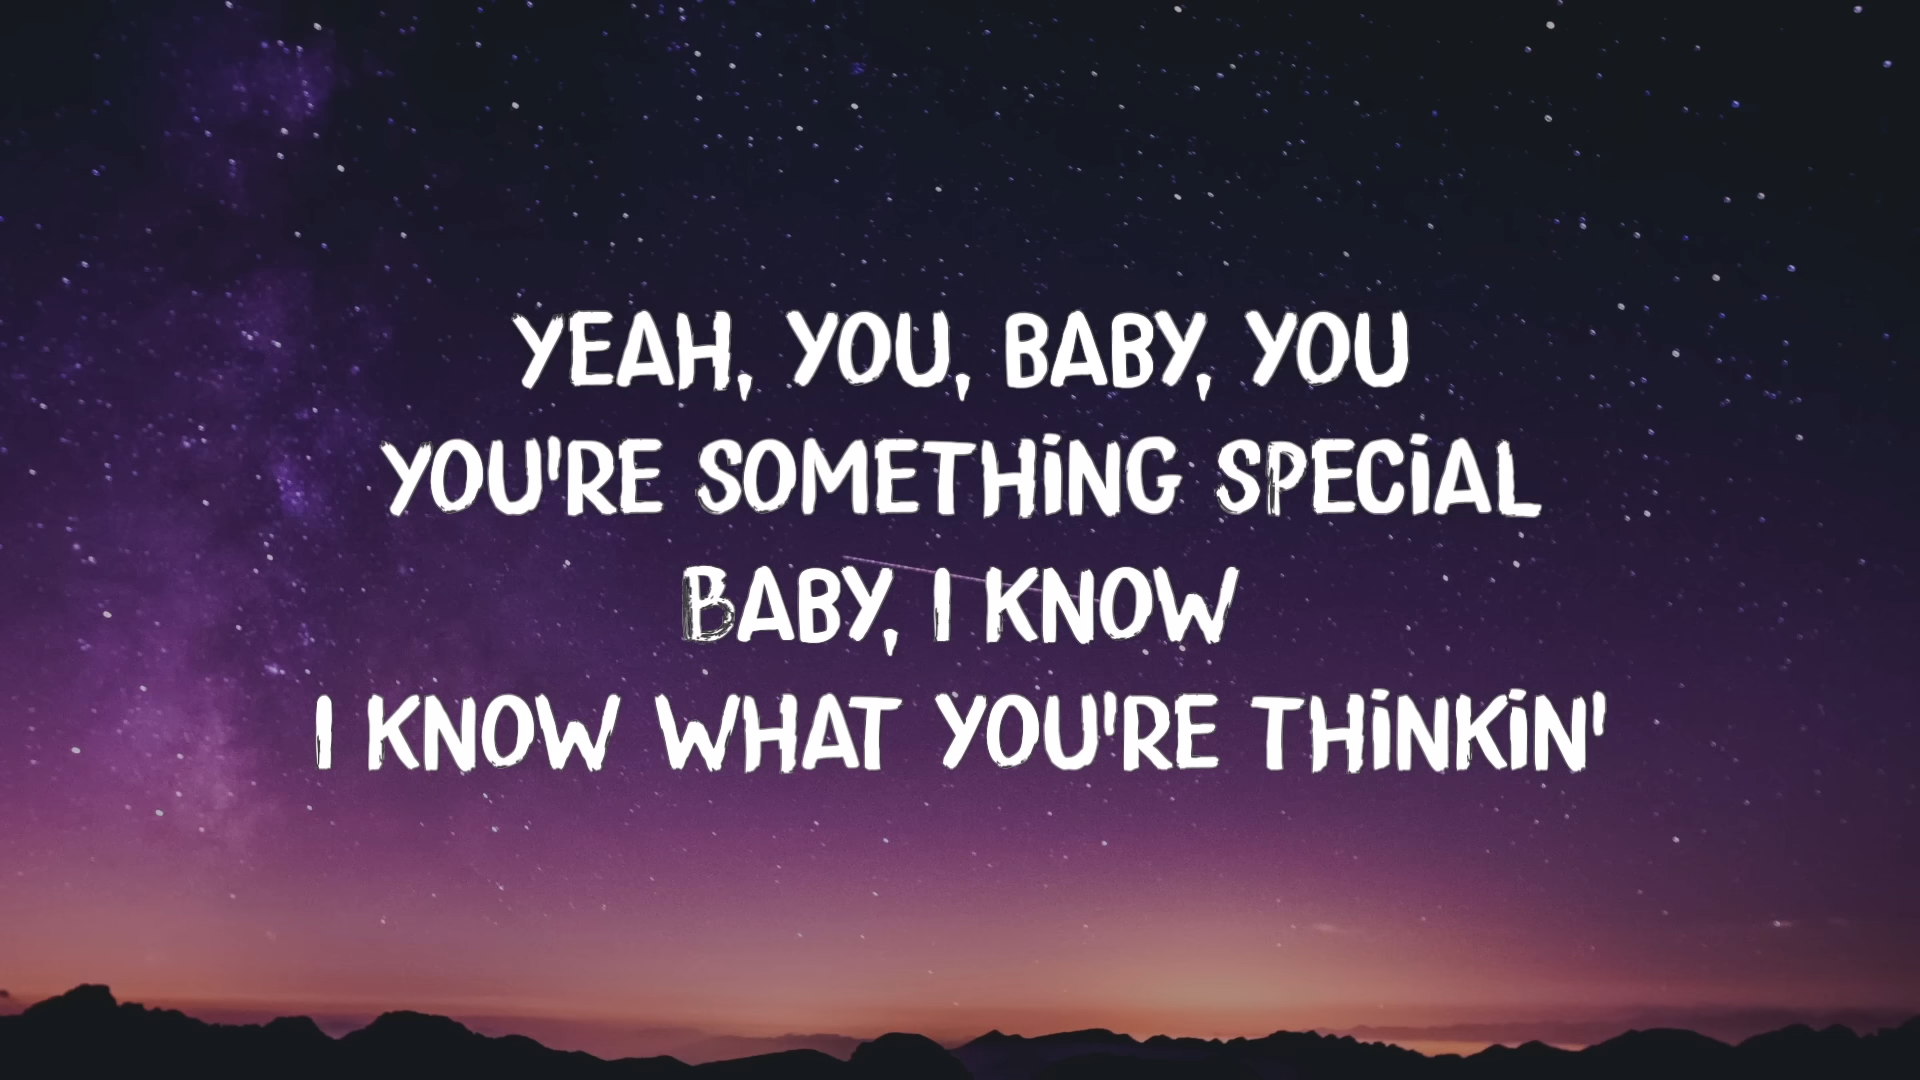 YEAH, YOU, BABY, YOU
YOU'RE SOMETHING SPECIAL
BABY, I KNOW
I KNOW WHAT YOU'RE THINKIN'